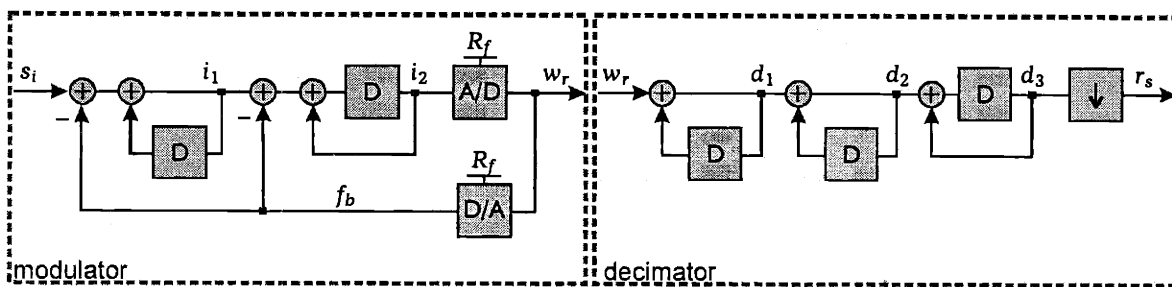 R_f
s_i + + i_1 + + D i_2 A/D w_r
− D −
R_f
f_b D/A
modulator
w_r + d_1 + d_2 + D d_3 ↓ r_s
D D
decimator